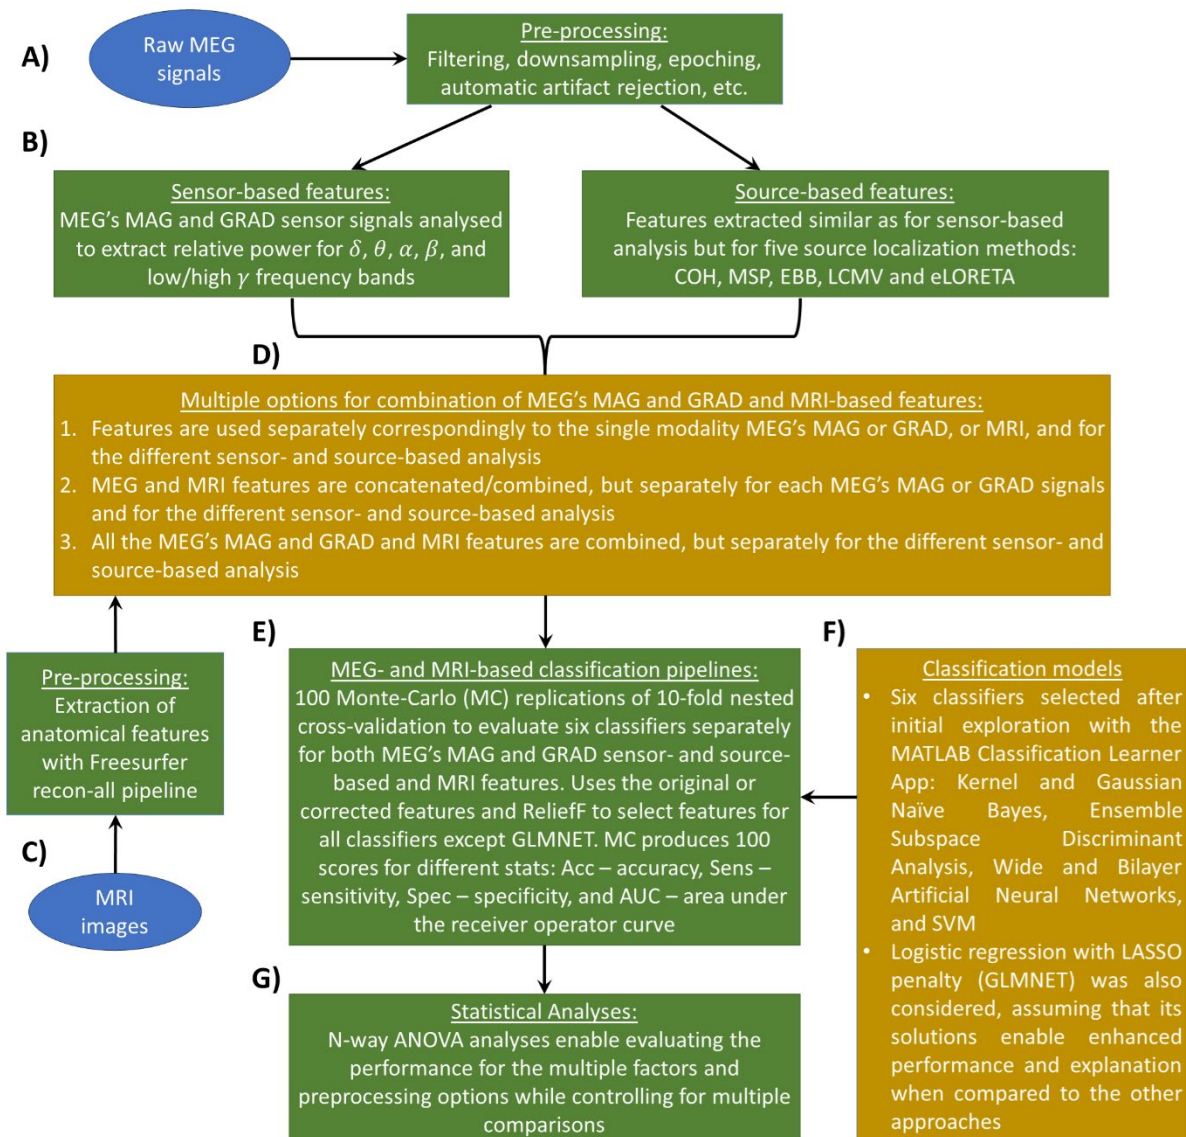 A)
Raw MEG
signals
Pre-processing:
Filtering, downsampling, epoching,
automatic artifact rejection, etc.
B)
Sensor-based features:
MEG's MAG and GRAD sensor signals analysed
to extract relative power for δ, θ, α, β, and
low/high γ frequency bands
Source-based features:
Features extracted similar as for sensor-based
analysis but for five source localization methods:
COH, MSP, EBB, LCMV and eLORETA
D)
Multiple options for combination of MEG's MAG and GRAD and MRI-based features:
1. Features are used separately correspondingly to the single modality MEG's MAG or GRAD, or MRI, and for
the different sensor- and source-based analysis
2. MEG and MRI features are concatenated/combined, but separately for each MEG's MAG or GRAD signals
and for the different sensor- and source-based analysis
3. All the MEG's MAG and GRAD and MRI features are combined, but separately for the different sensor- and
source-based analysis
Pre-processing:
Extraction of
anatomical features
with Freesurfer
recon-all pipeline
C)
MRI
images
E)
MEG- and MRI-based classification pipelines:
100 Monte-Carlo (MC) replications of 10-fold nested
cross-validation to evaluate six classifiers separately
for both MEG's MAG and GRAD sensor- and source-
based and MRI features. Uses the original or
corrected features and ReliefF to select features for
all classifiers except GLMNET. MC produces 100
scores for different stats: Acc – accuracy, Sens –
sensitivity, Spec – specificity, and AUC – area under
the receiver operator curve
F)
Classification models
• Six classifiers selected after
initial exploration with the
MATLAB Classification Learner
App: Kernel and Gaussian
Naïve Bayes, Ensemble
Subspace Discriminant
Analysis, Wide and Bilayer
Artificial Neural Networks,
and SVM
• Logistic regression with LASSO
penalty (GLMNET) was also
considered, assuming that its
solutions enable enhanced
performance and explanation
when compared to the other
approaches
G)
Statistical Analyses:
N-way ANOVA analyses enable evaluating the
performance for the multiple factors and
preprocessing options while controlling for multiple
comparisons